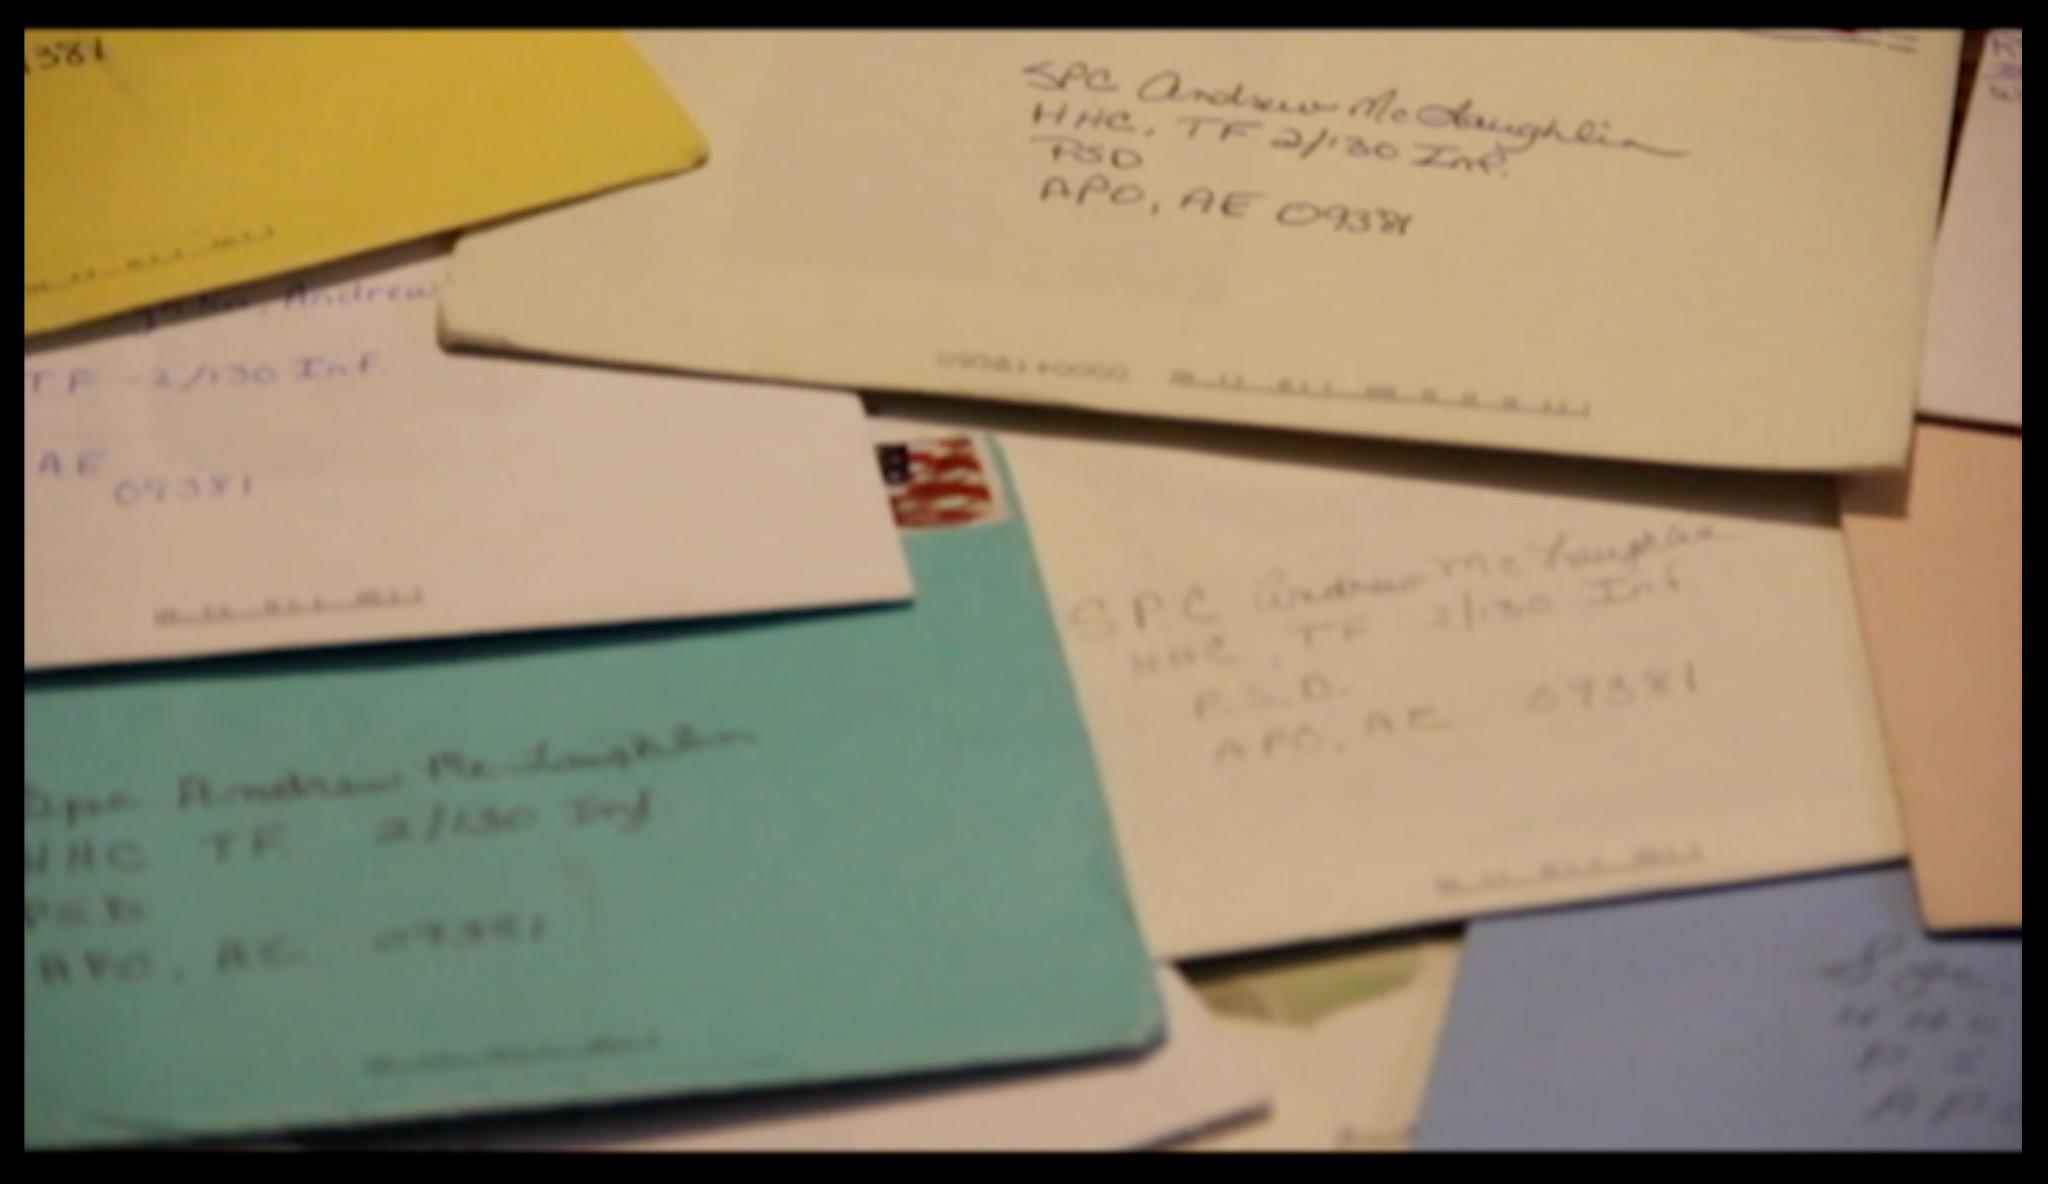 381
SPC Andrew McLaughlin
HHC, TF 2/130 Inf.
PSD
APO, AE 09381
09381+0000
Andrew
TF 2/130 Inf
AE
09381
SPC Andrew McLaughlin
HHC, TF 2/130 Inf.
P.S.D.
APO, AE 09381
Spc Andrew McLaughlin
HHC TF 2/130 Inf.
PSD
APO, AE 09381
Spc.
HHC
PS
APO